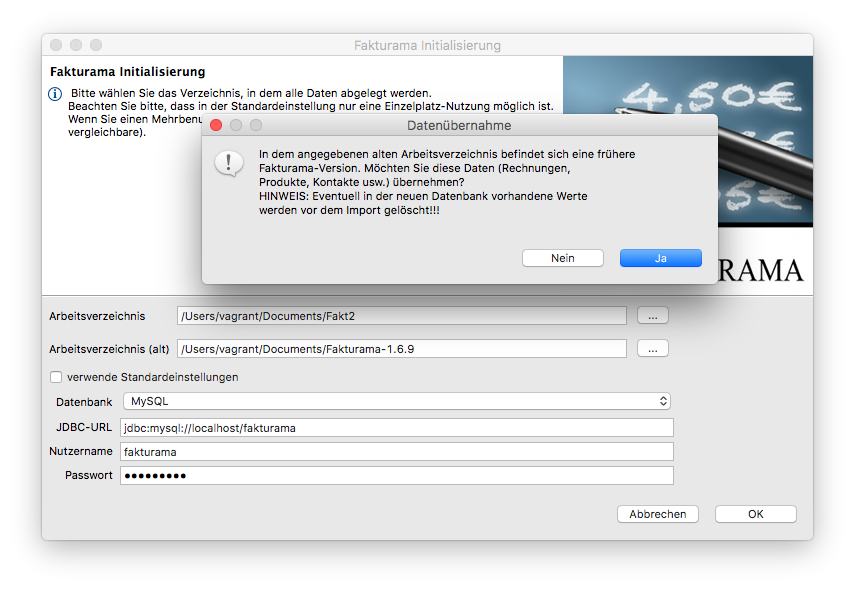 Fakturama Initialisierung
Fakturama Initialisierung
Bitte wählen Sie das Verzeichnis, in dem alle Daten abgelegt werden.
Beachten Sie bitte, dass in der Standardeinstellung nur eine Einzelplatz-Nutzung möglich ist.
Wenn Sie einen
vergleichbare).
4,50€
RAMA
Datenübernahme
In dem angegebenen alten Arbeitsverzeichnis befindet sich eine frühere
Fakturama-Version. Möchten Sie diese Daten (Rechnungen,
Produkte, Kontakte usw.) übernehmen?
HINWEIS: Eventuell in der neuen Datenbank vorhandene Werte
werden vor dem Import gelöscht!!!
Nein
Ja
Arbeitsverzeichnis /Users/vagrant/Documents/Fakt2 ...
Arbeitsverzeichnis (alt) /Users/vagrant/Documents/Fakturama-1.6.9 ...
verwende Standardeinstellungen
Datenbank MySQL
JDBC-URL jdbc:mysql://localhost/fakturama
Nutzername fakturama
Passwort ●●●●●●●●●
Abbrechen OK